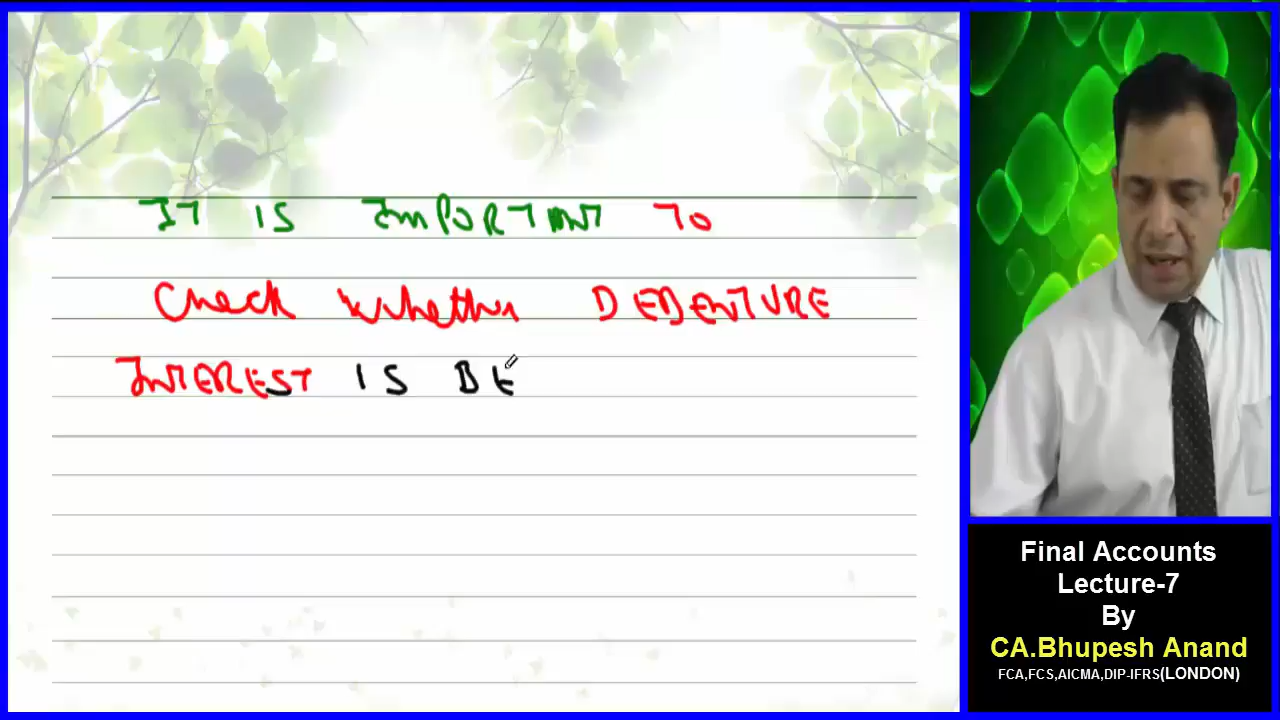 IT IS IMPORTANT TO
Check Whether DEBENTURE
INTEREST IS BE
Final Accounts
Lecture-7
By
CA.Bhupesh Anand
FCA,FCS,AICMA,DIP-IFRS(LONDON)